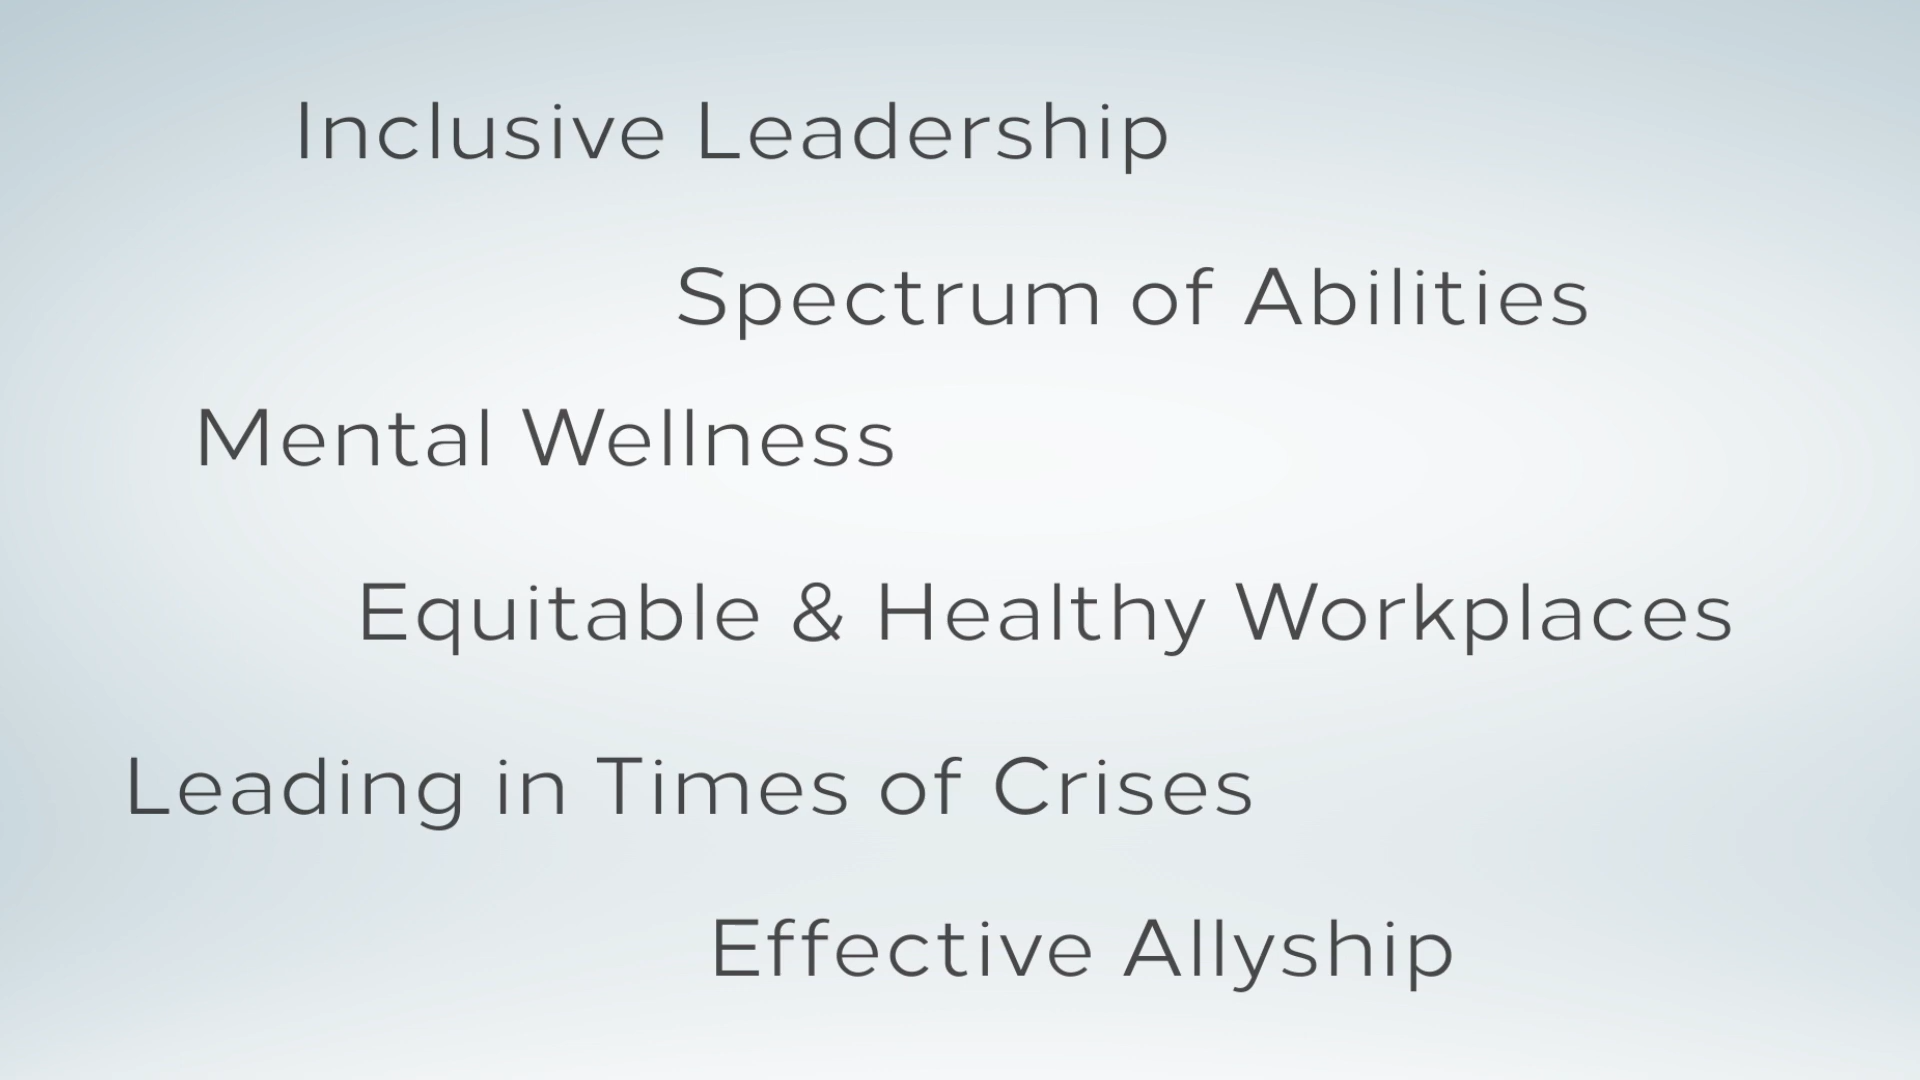 Inclusive Leadership
Spectrum of Abilities
Mental Wellness
Equitable & Healthy Workplaces
Leading in Times of Crises
Effective Allyship